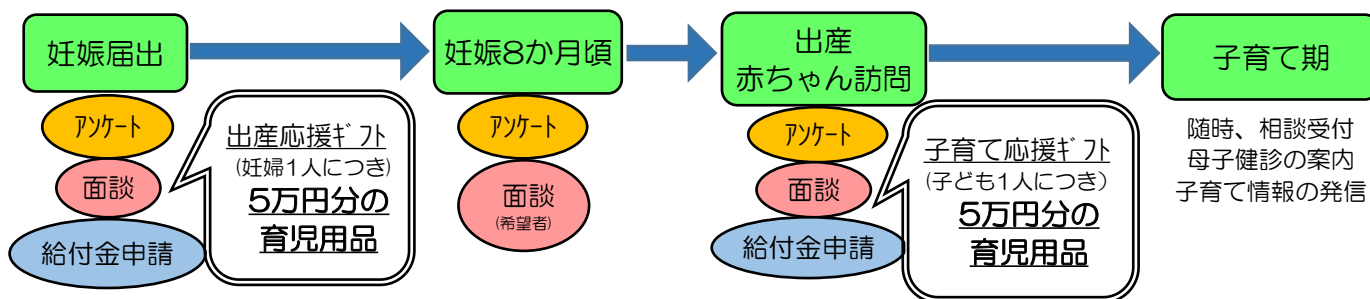 妊娠届出
アンケート
面談
給付金申請
出産応援ギフト
(妊婦1人につき)
5万円分の
育児用品
妊娠8か月頃
アンケート
面談
(希望者)
出産
赤ちゃん訪問
アンケート
面談
給付金申請
子育て応援ギフト
(子ども1人につき)
5万円分の
育児用品
子育て期
随時、相談受付
母子健診の案内
子育て情報の発信